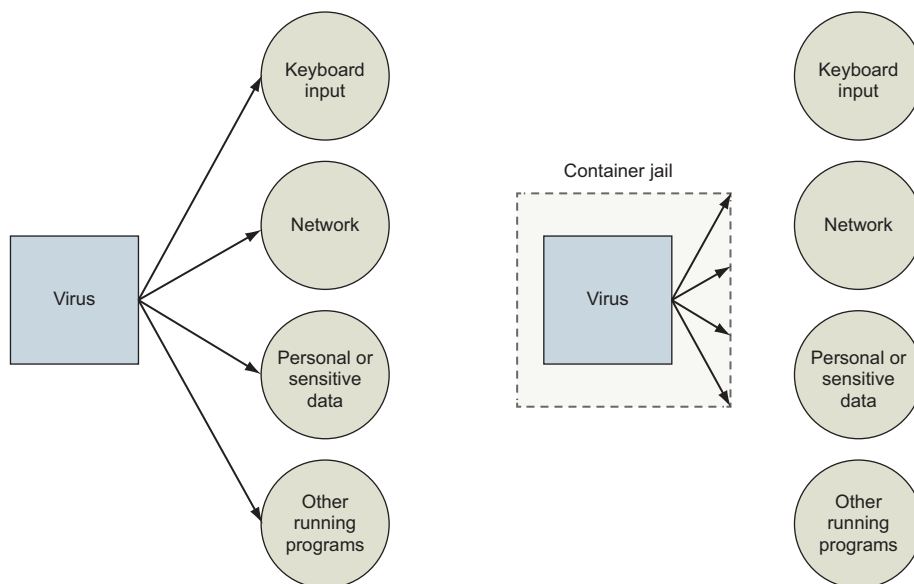 Keyboard
input
Network
Virus
Personal or
sensitive
data
Other
running
programs
Container jail
Keyboard
input
Network
Virus
Personal or
sensitive
data
Other
running
programs